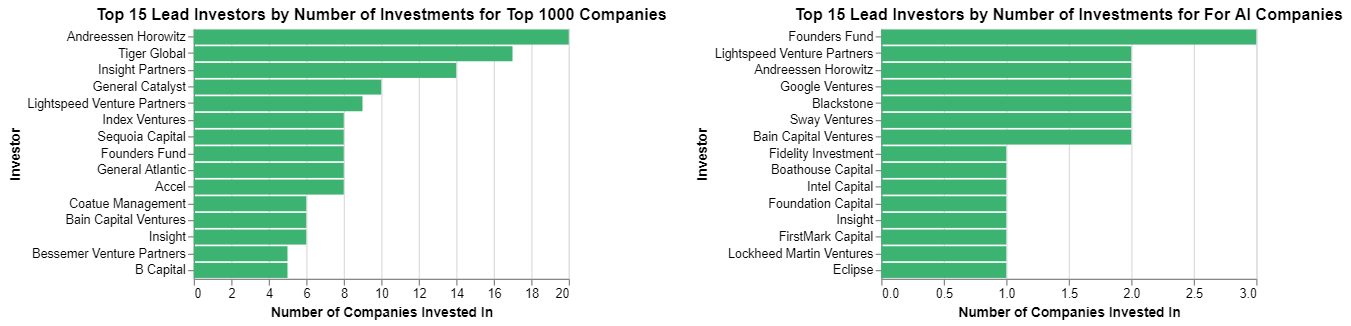 Top 15 Lead Investors by Number of Investments for Top 1000 Companies
Investor
Andreessen Horowitz
Tiger Global
Insight Partners
General Catalyst
Lightspeed Venture Partners
Index Ventures
Sequoia Capital
Founders Fund
General Atlantic
Accel
Coatue Management
Bain Capital Ventures
Insight
Bessemer Venture Partners
B Capital
0 2 4 6 8 10 12 14 16 18 20
Number of Companies Invested In
Top 15 Lead Investors by Number of Investments for For AI Companies
Investor
Founders Fund
Lightspeed Venture Partners
Andreessen Horowitz
Google Ventures
Blackstone
Sway Ventures
Bain Capital Ventures
Fidelity Investment
Boathouse Capital
Intel Capital
Foundation Capital
Insight
FirstMark Capital
Lockheed Martin Ventures
Eclipse
0.0 0.5 1.0 1.5 2.0 2.5 3.0
Number of Companies Invested In